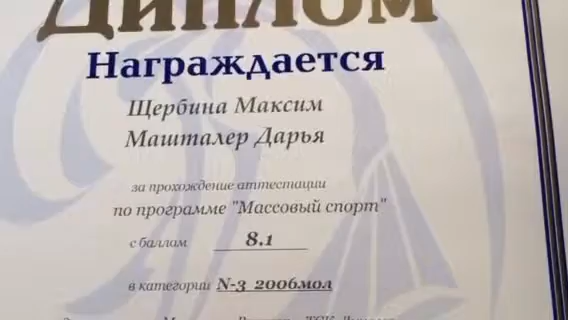 Диплом
Награждается
Щербина Максим
Машталер Дарья
за прохождение аттестации
по программе "Массовый спорт"
с баллом 8.1
в категории N-3 2006мол